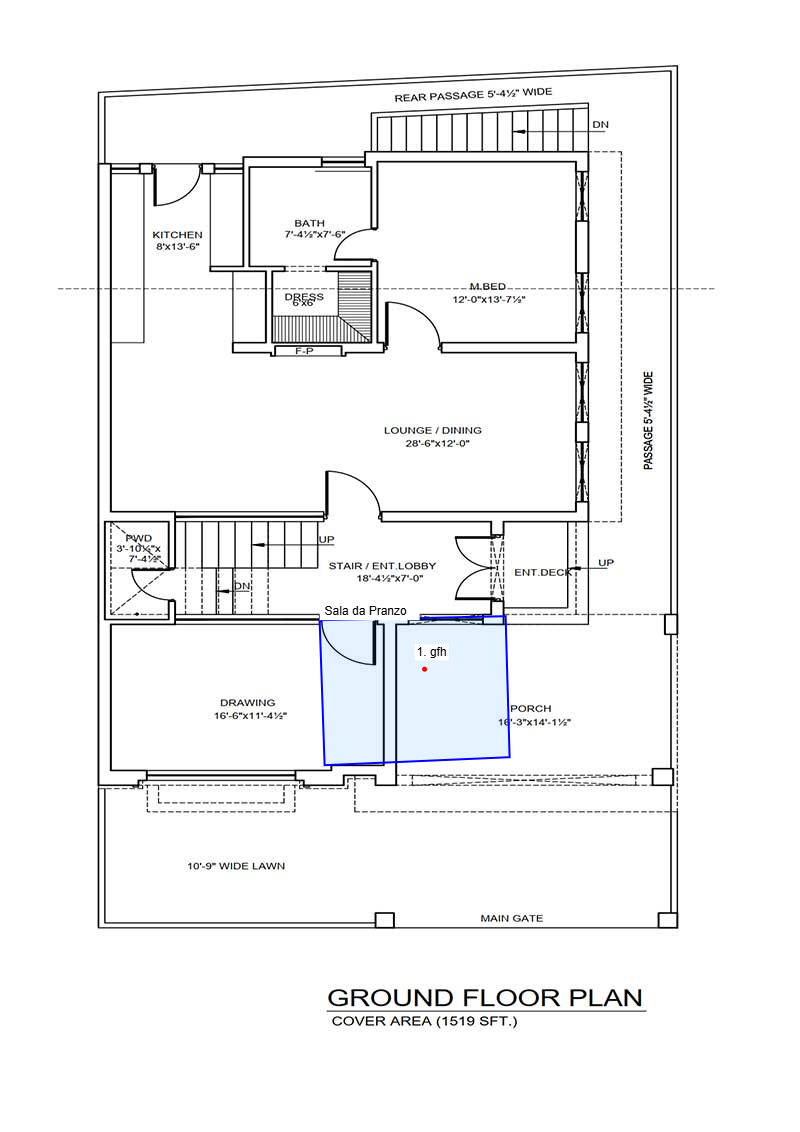 REAR PASSAGE 5'-4½" WIDE
DN
BATH
7'-4½"x7'-6"
KITCHEN
8'x13'-6"
M.BED
12'-0"x13'-7½"
DRESS
6'x6'
F-P
PASSAGE 5'-4½" WIDE
LOUNGE / DINING
28'-6"x12'-0"
PWD
3'-10½"x
7'-4½"
UP
STAIR / ENT.LOBBY
18'-4½"x7'-0"
UP
ENT.DECK
DN
Sala da Pranzo
1. gfh
DRAWING
16'-6"x11'-4½"
PORCH
16'-3"x14'-1½"
10'-9" WIDE LAWN
MAIN GATE
GROUND FLOOR PLAN
COVER AREA (1519 SFT.)